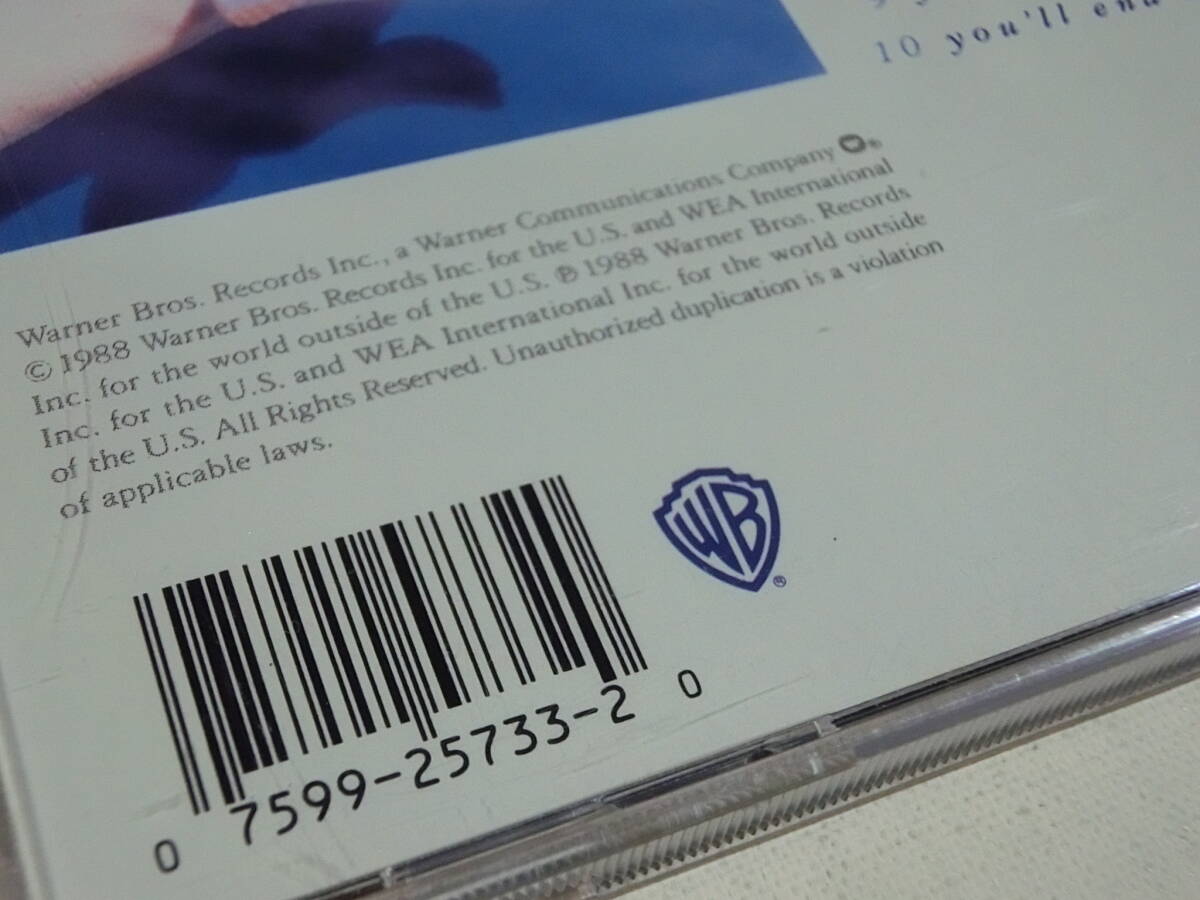 10 you'll
Warner Bros. Records Inc., a Warner Communications Company ®
© 1988 Warner Bros. Records Inc. for the U.S. and WEA International
Inc. for the world outside of the U.S. ℗ 1988 Warner Bros. Records
Inc. for the U.S. and WEA International Inc. for the world outside
of the U.S. All Rights Reserved. Unauthorized duplication is a violation
of applicable laws.
WB ®
0 7599-25733-2 0